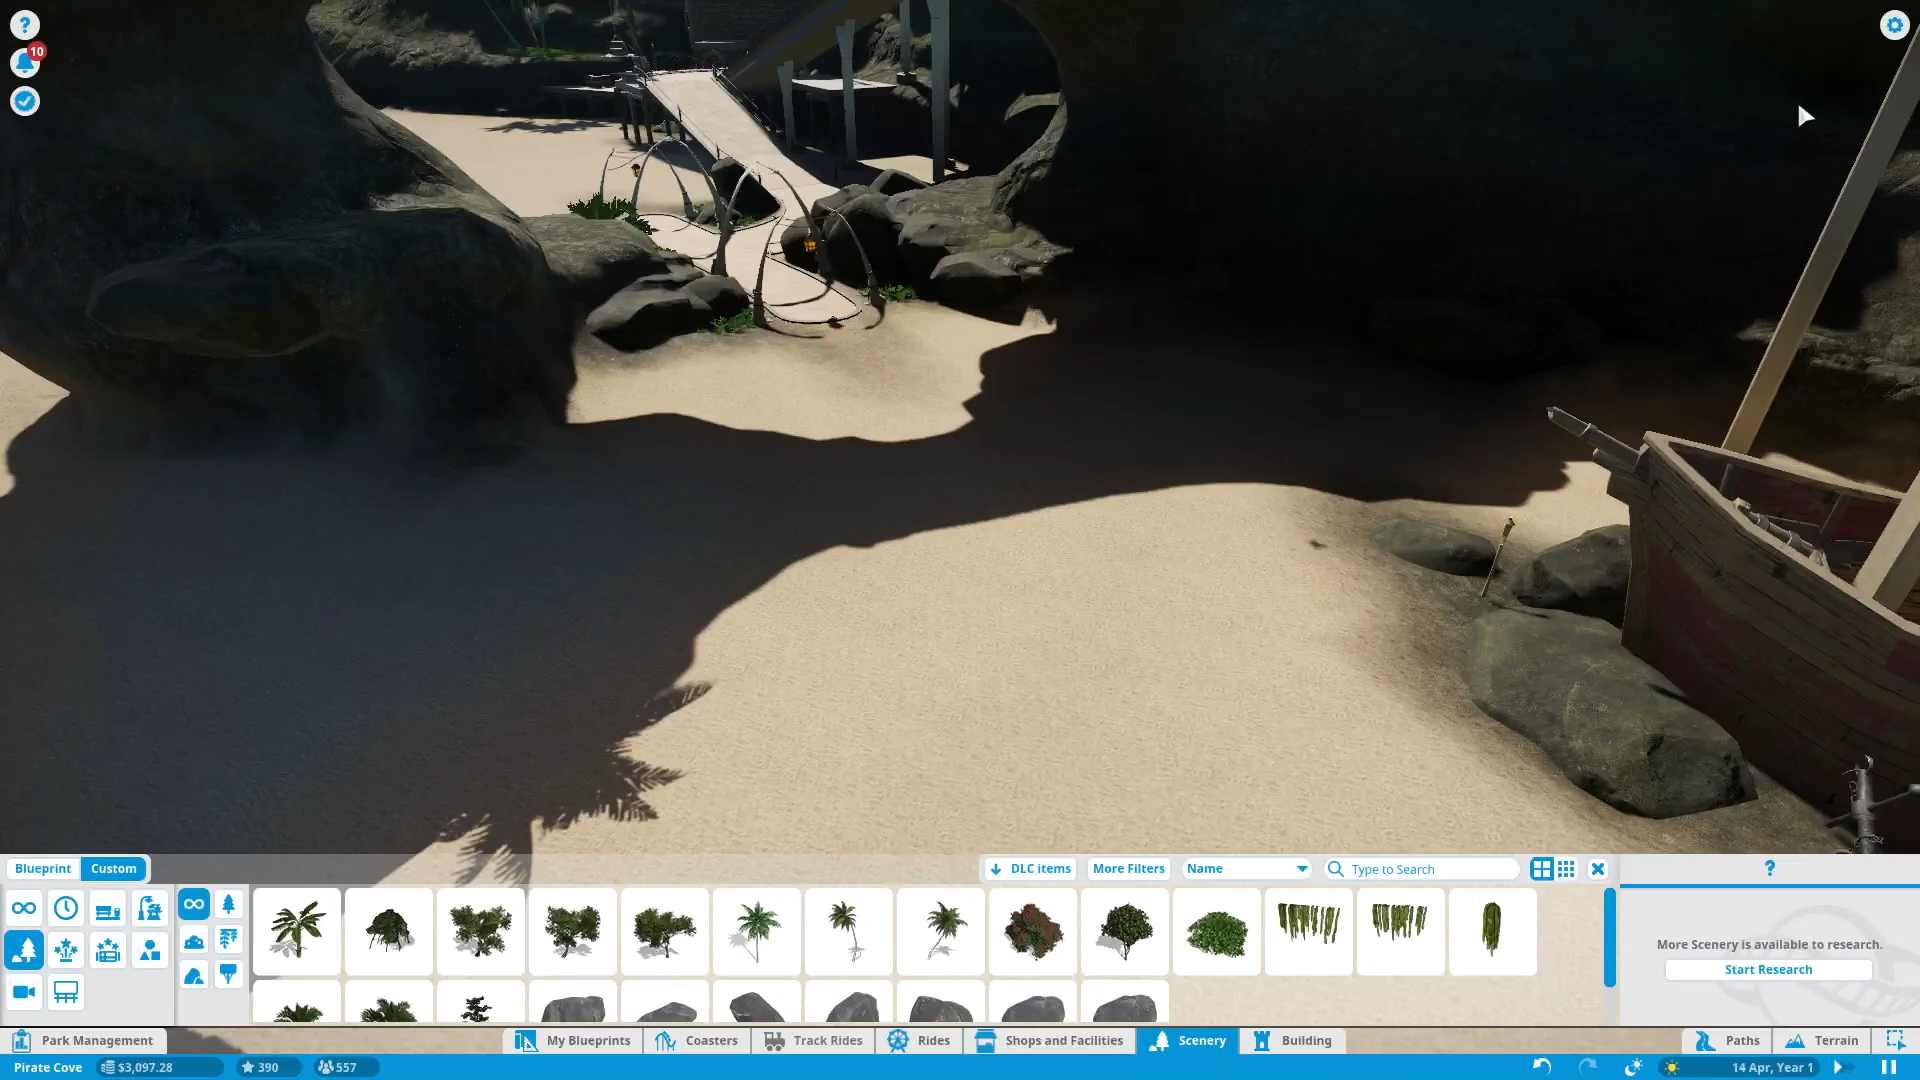 ?
10
Blueprint
Custom
DLC items
More Filters
Name
Type to Search
?
More Scenery is available to research.
Start Research
Park Management
My Blueprints
Coasters
Track Rides
Rides
Shops and Facilities
Scenery
Building
Paths
Terrain
Pirate Cove
$3,097.28
390
557
14 Apr, Year 1